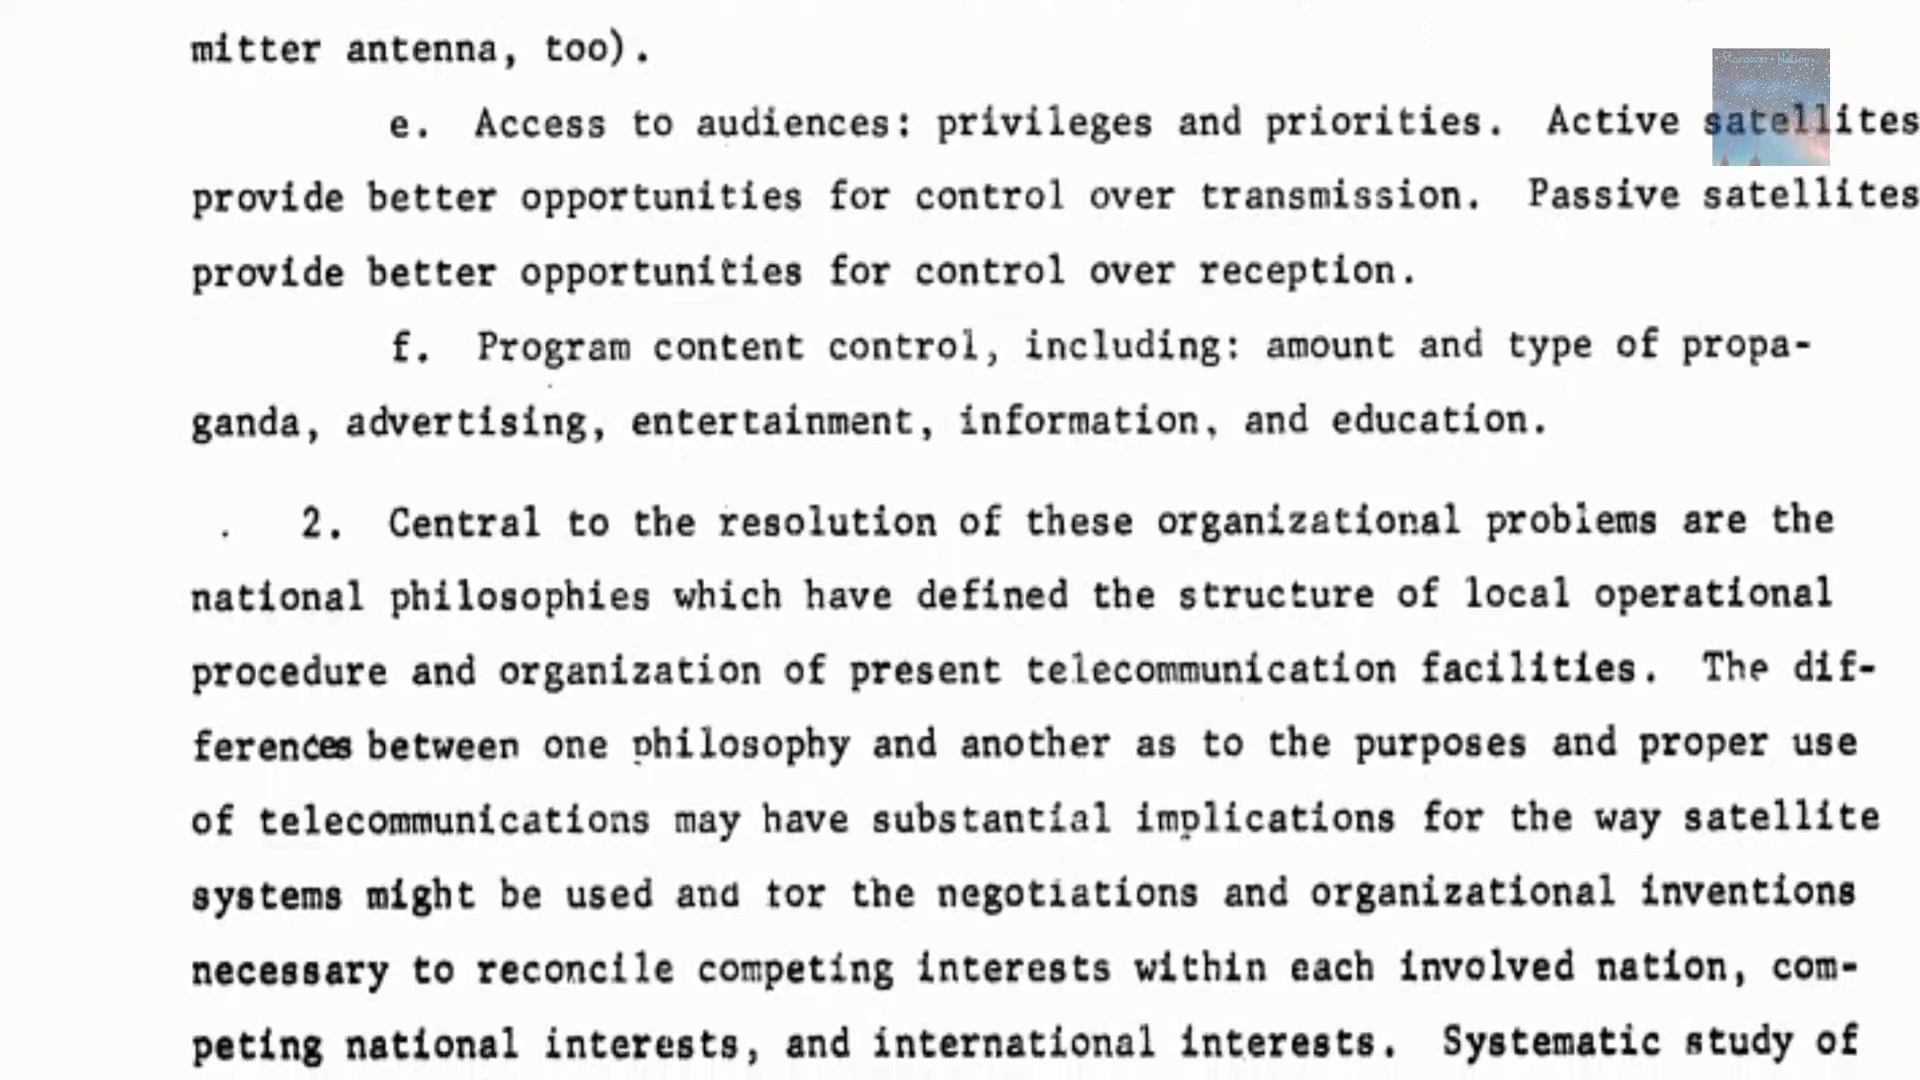 mitter antenna, too).
Stargazer Nation
e. Access to audiences: privileges and priorities. Active satellites
provide better opportunities for control over transmission. Passive satellites
provide better opportunities for control over reception.
f. Program content control, including: amount and type of propa-
ganda, advertising, entertainment, information, and education.
2. Central to the resolution of these organizational problems are the
national philosophies which have defined the structure of local operational
procedure and organization of present telecommunication facilities. The dif-
ferences between one philosophy and another as to the purposes and proper use
of telecommunications may have substantial implications for the way satellite
systems might be used and for the negotiations and organizational inventions
necessary to reconcile competing interests within each involved nation, com-
peting national interests, and international interests. Systematic study of